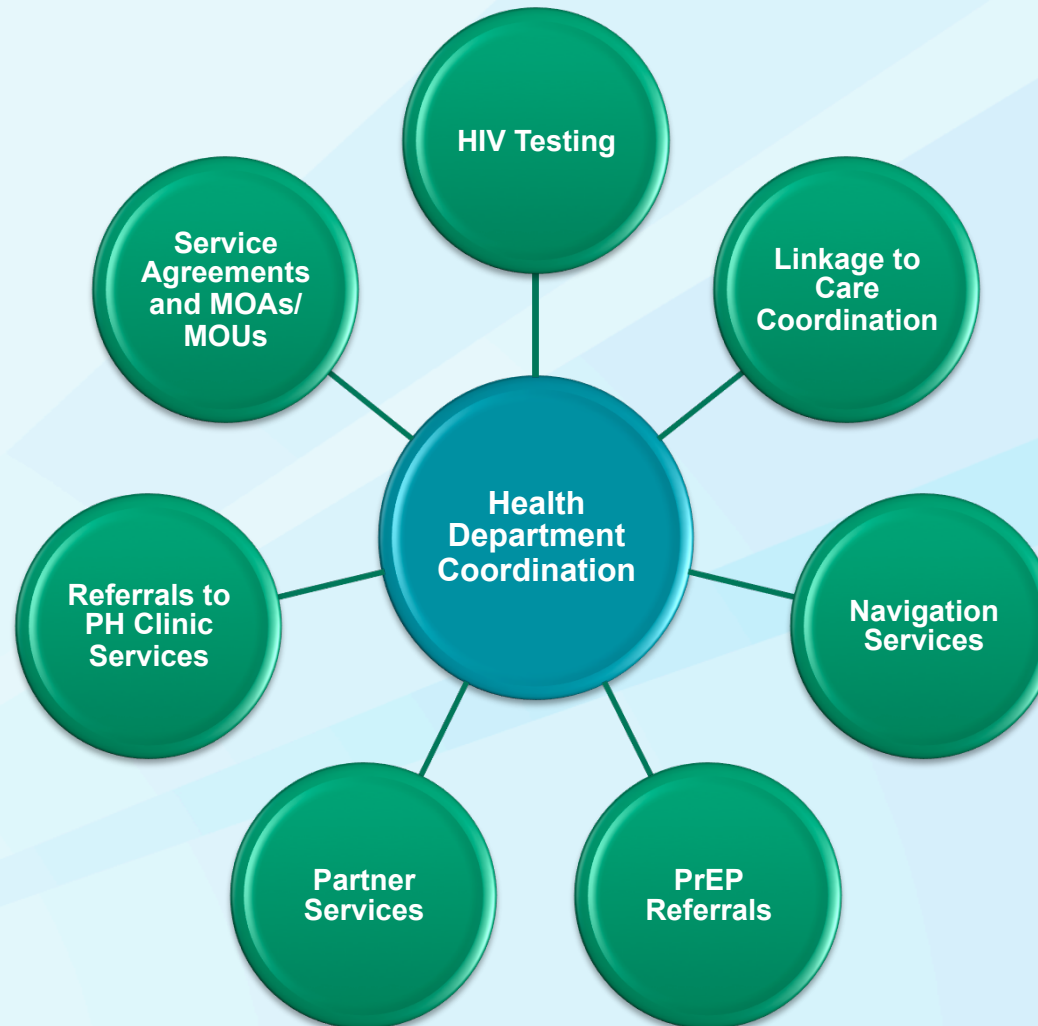 HIV Testing
Service
Agreements
and MOAs/
MOUs
Linkage to
Care
Coordination
Health
Department
Coordination
Referrals to
PH Clinic
Services
Navigation
Services
Partner
Services
PrEP
Referrals